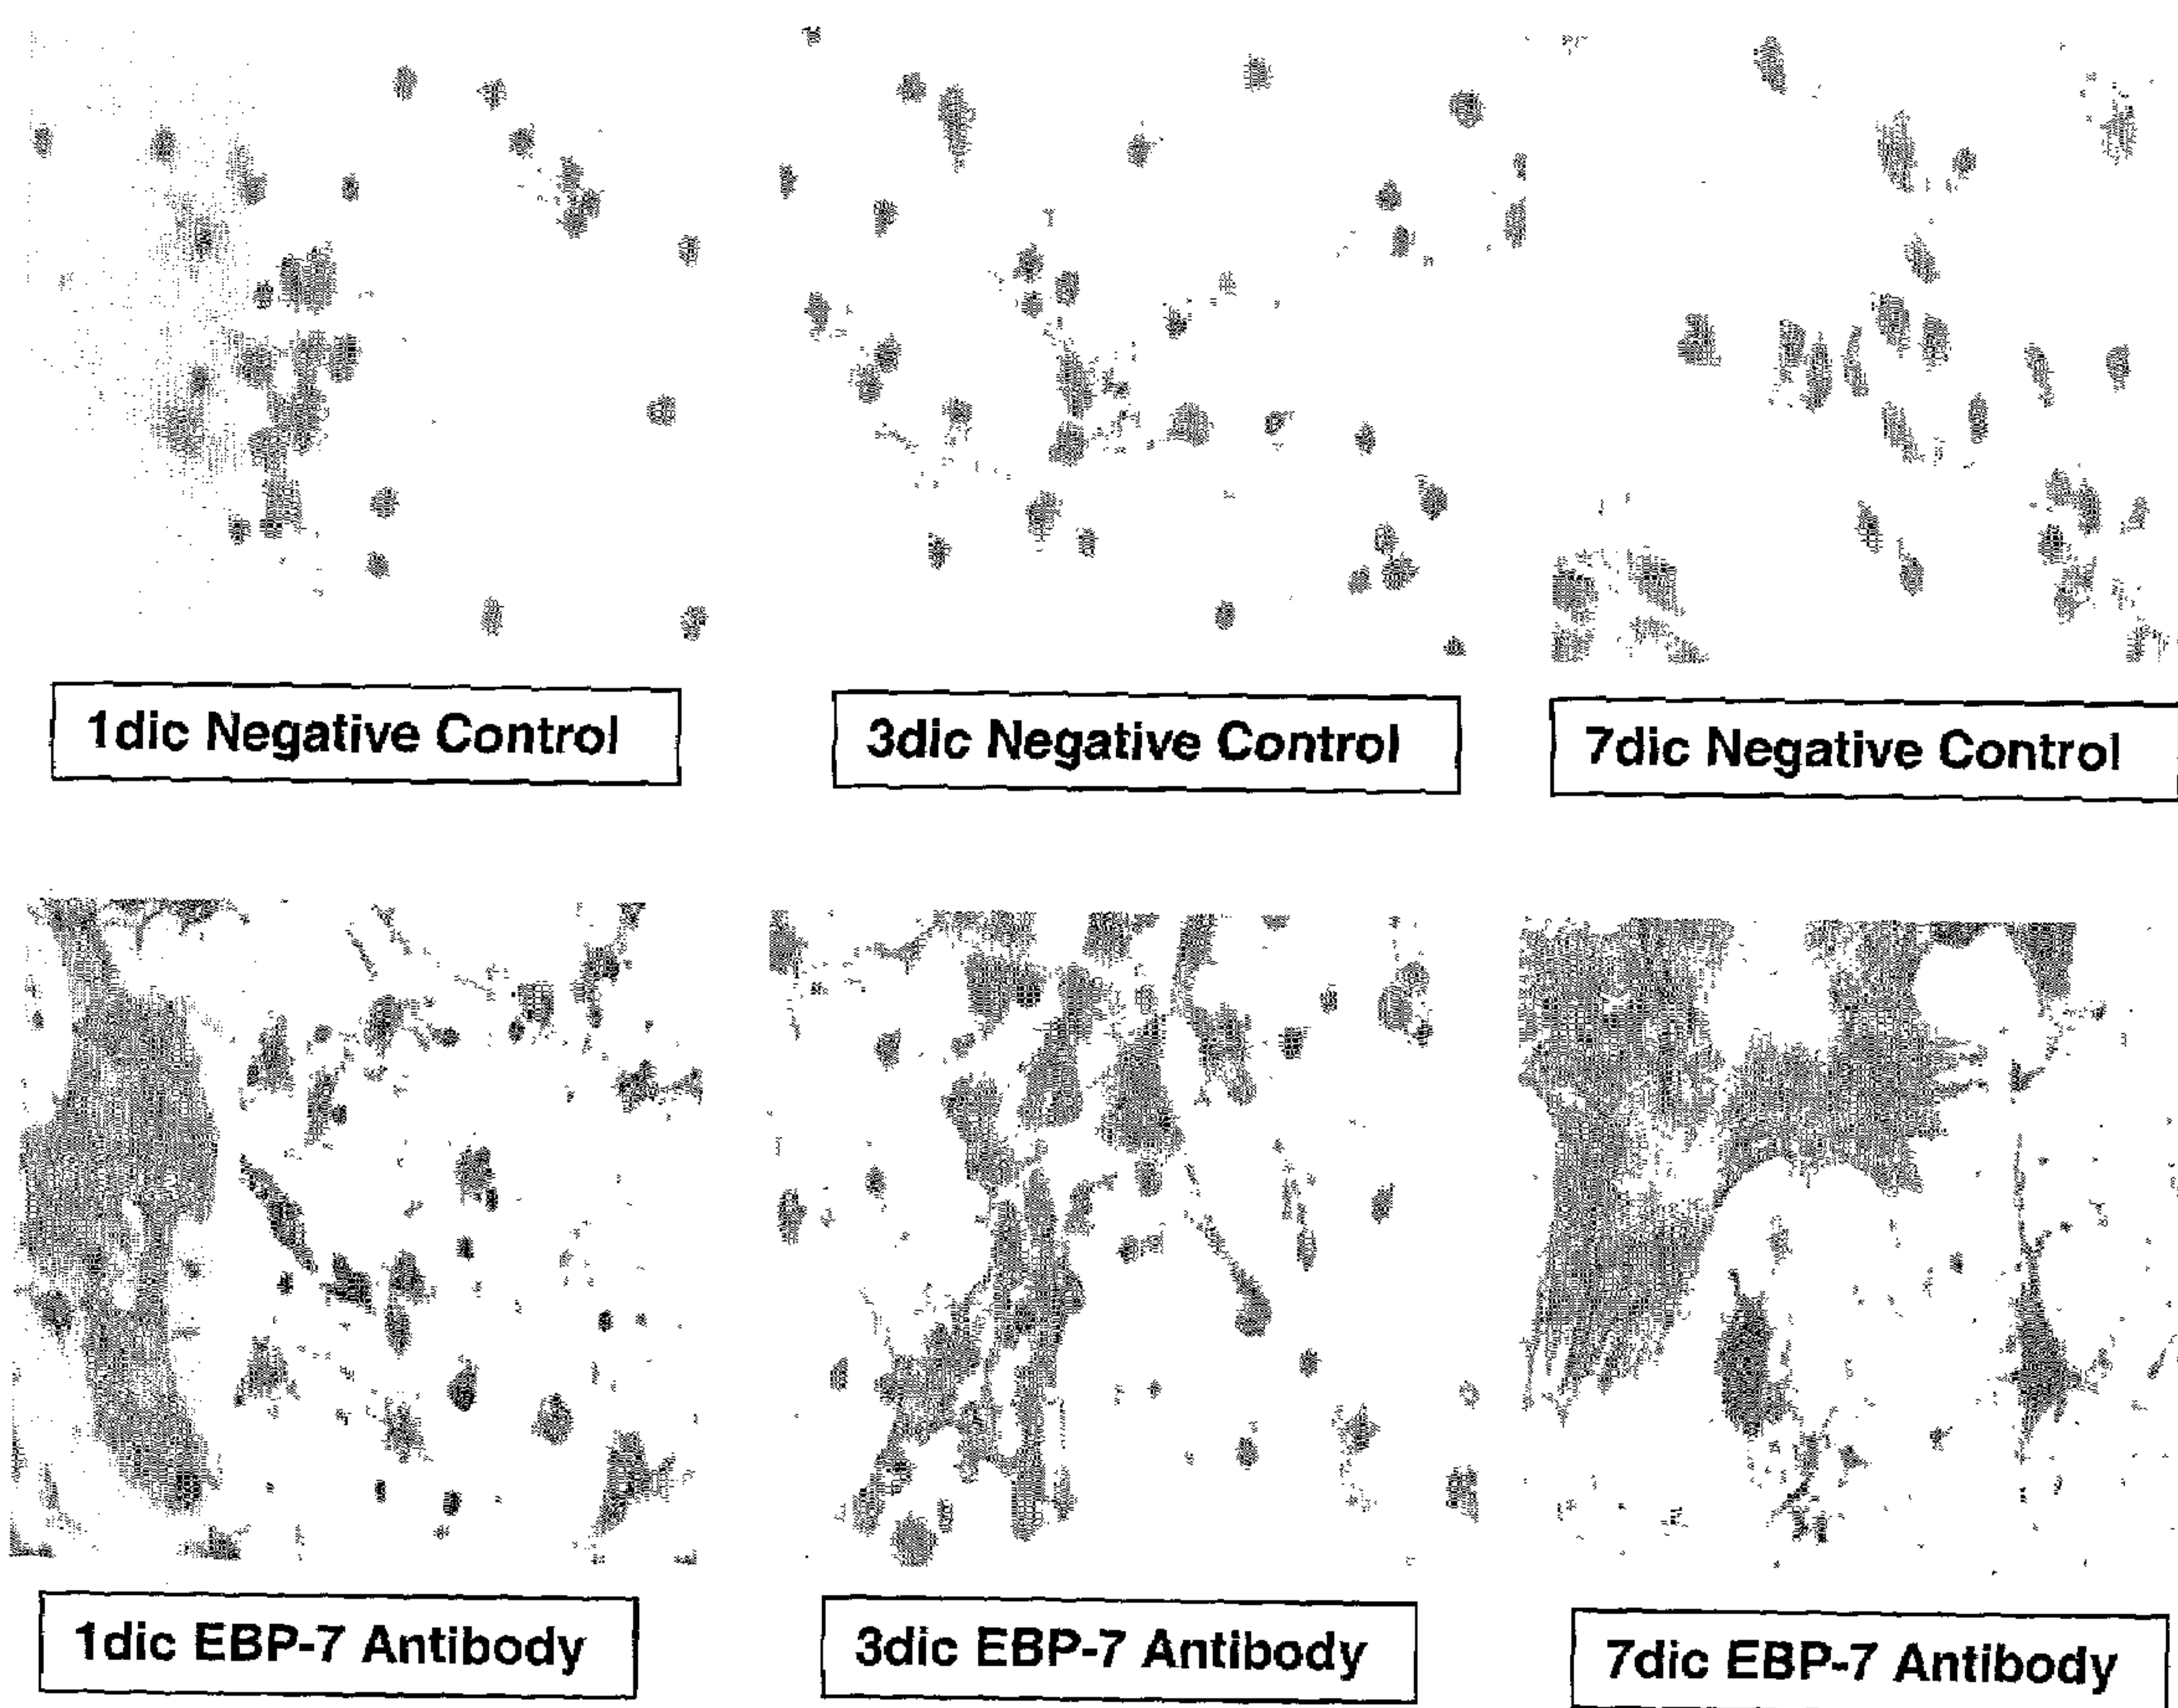 1dic Negative Control
3dic Negative Control
7dic Negative Control
1dic EBP-7 Antibody
3dic EBP-7 Antibody
7dic EBP-7 Antibody